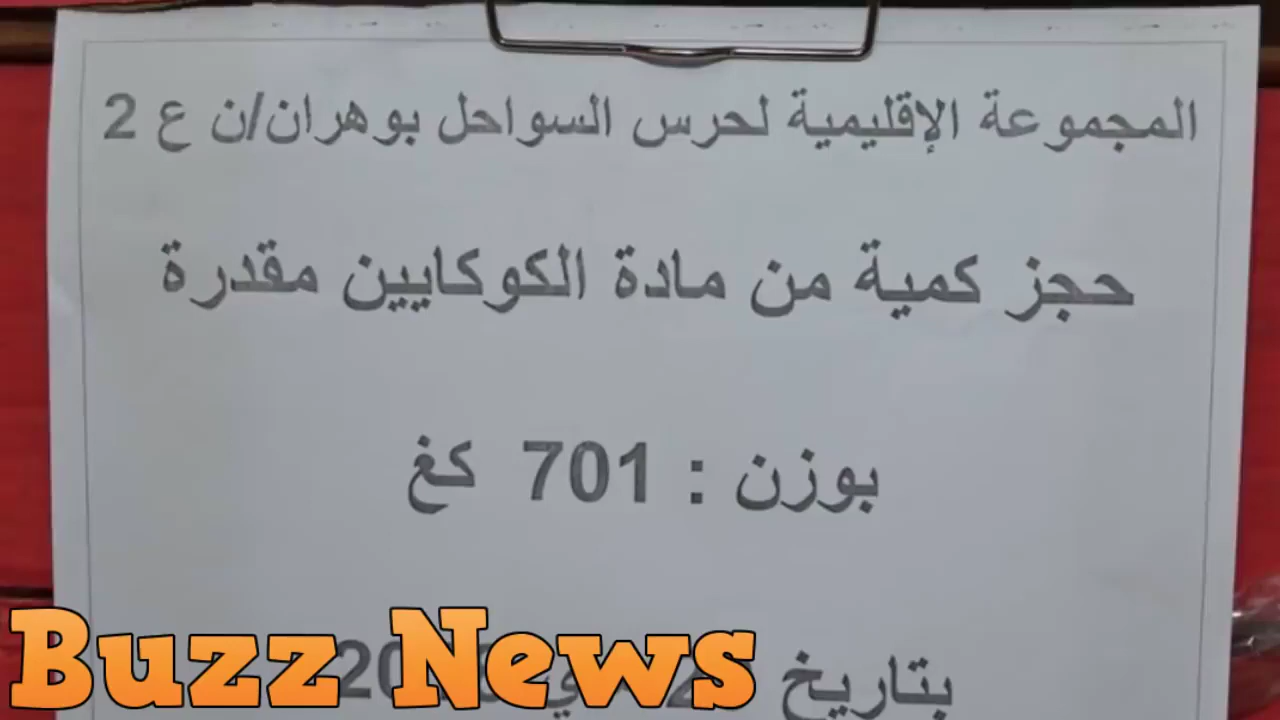 المجموعة الإقليمية لحرس السواحل بوهران/ن ع 2
حجز كمية من مادة الكوكايين مقدرة
بوزن : 701 كغ
بتاريخ
Buzz News